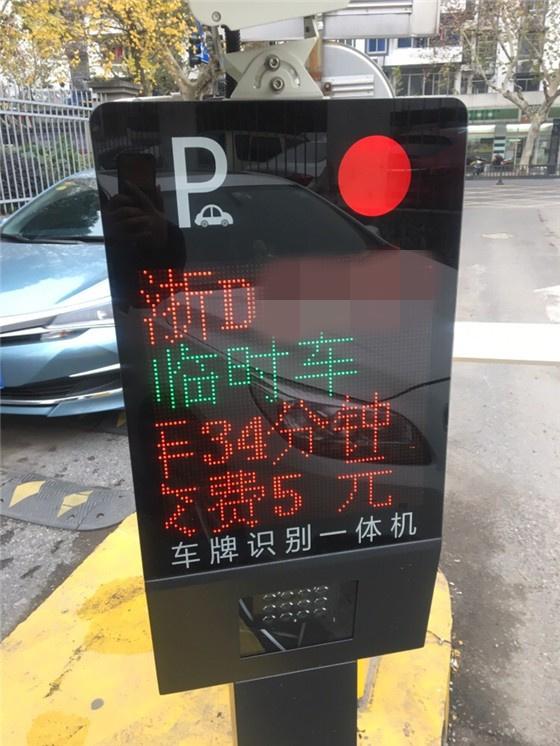 P
浙D
临时车
34分钟
费5 元
车牌识别一体机